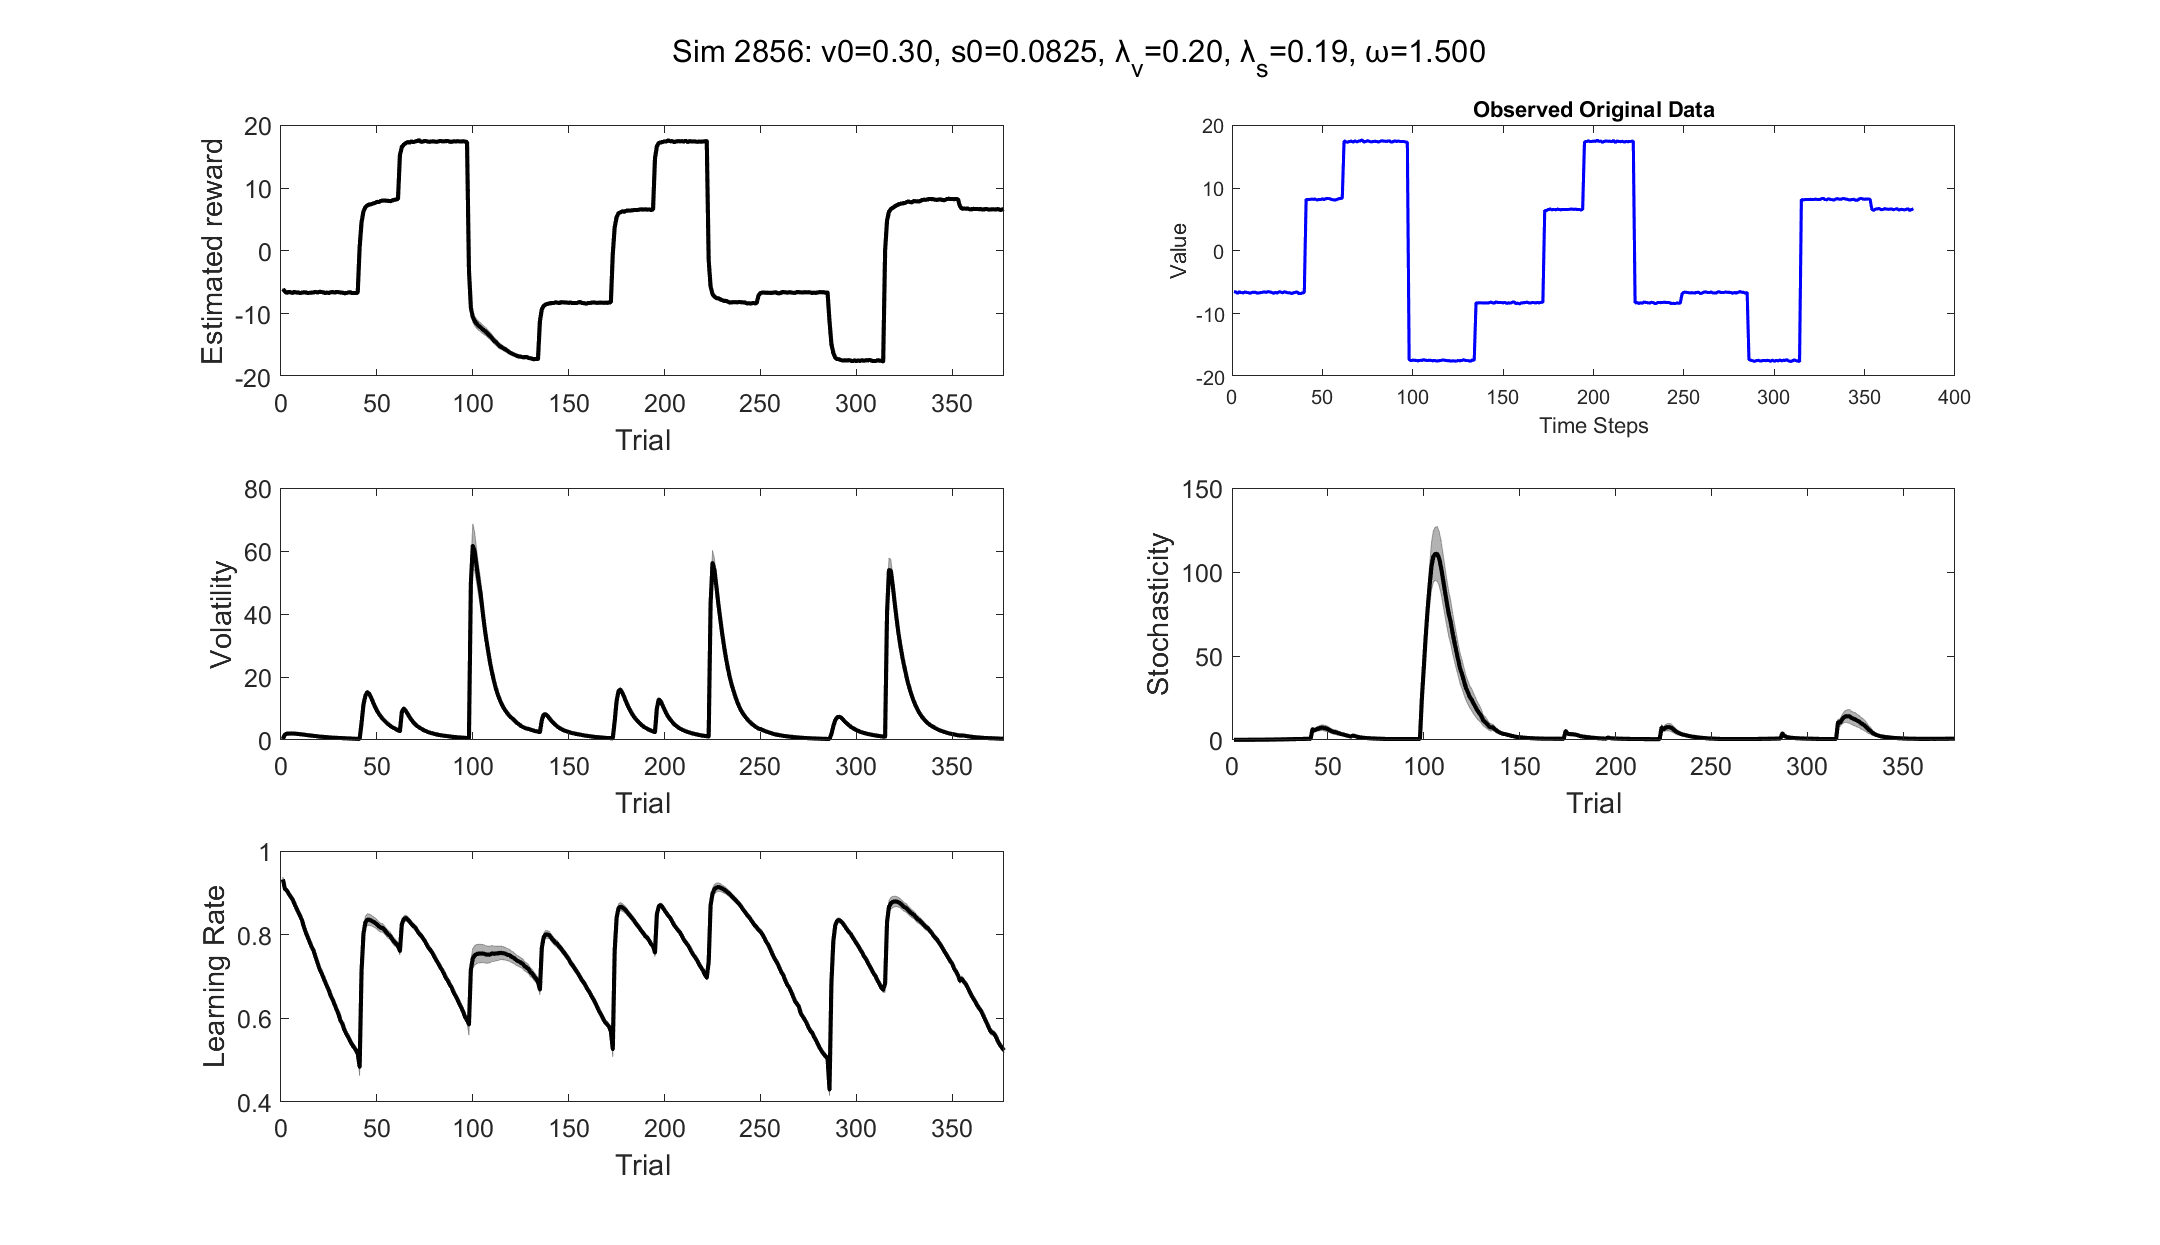 Sim 2856: v0=0.30, s0=0.0825, λ_v=0.20, λ_s=0.19, ω=1.500
20
10
0
-10
-20
Estimated reward
0 50 100 150 200 250 300 350
Trial
Observed Original Data
20
10
0
-10
-20
Value
0 50 100 150 200 250 300 350 400
Time Steps
80
60
40
20
0
Volatility
0 50 100 150 200 250 300 350
Trial
150
100
50
0
Stochasticity
0 50 100 150 200 250 300 350
Trial
1
0.8
0.6
0.4
Learning Rate
0 50 100 150 200 250 300 350
Trial